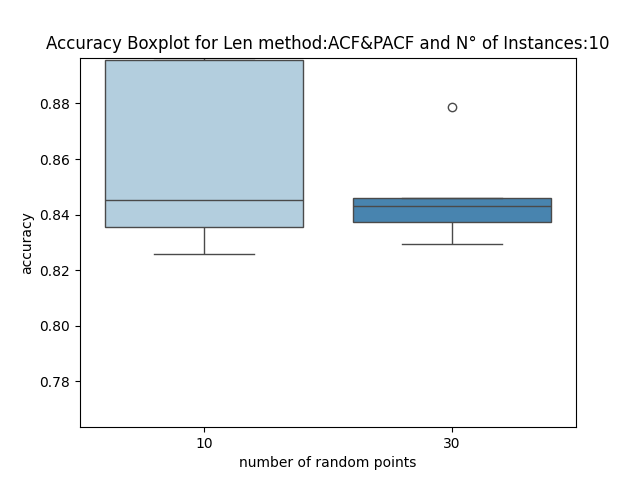 Accuracy Boxplot for Len method:ACF&PACF and N° of Instances:10
0.88
0.86
0.84
0.82
0.80
0.78
accuracy
10 30
number of random points